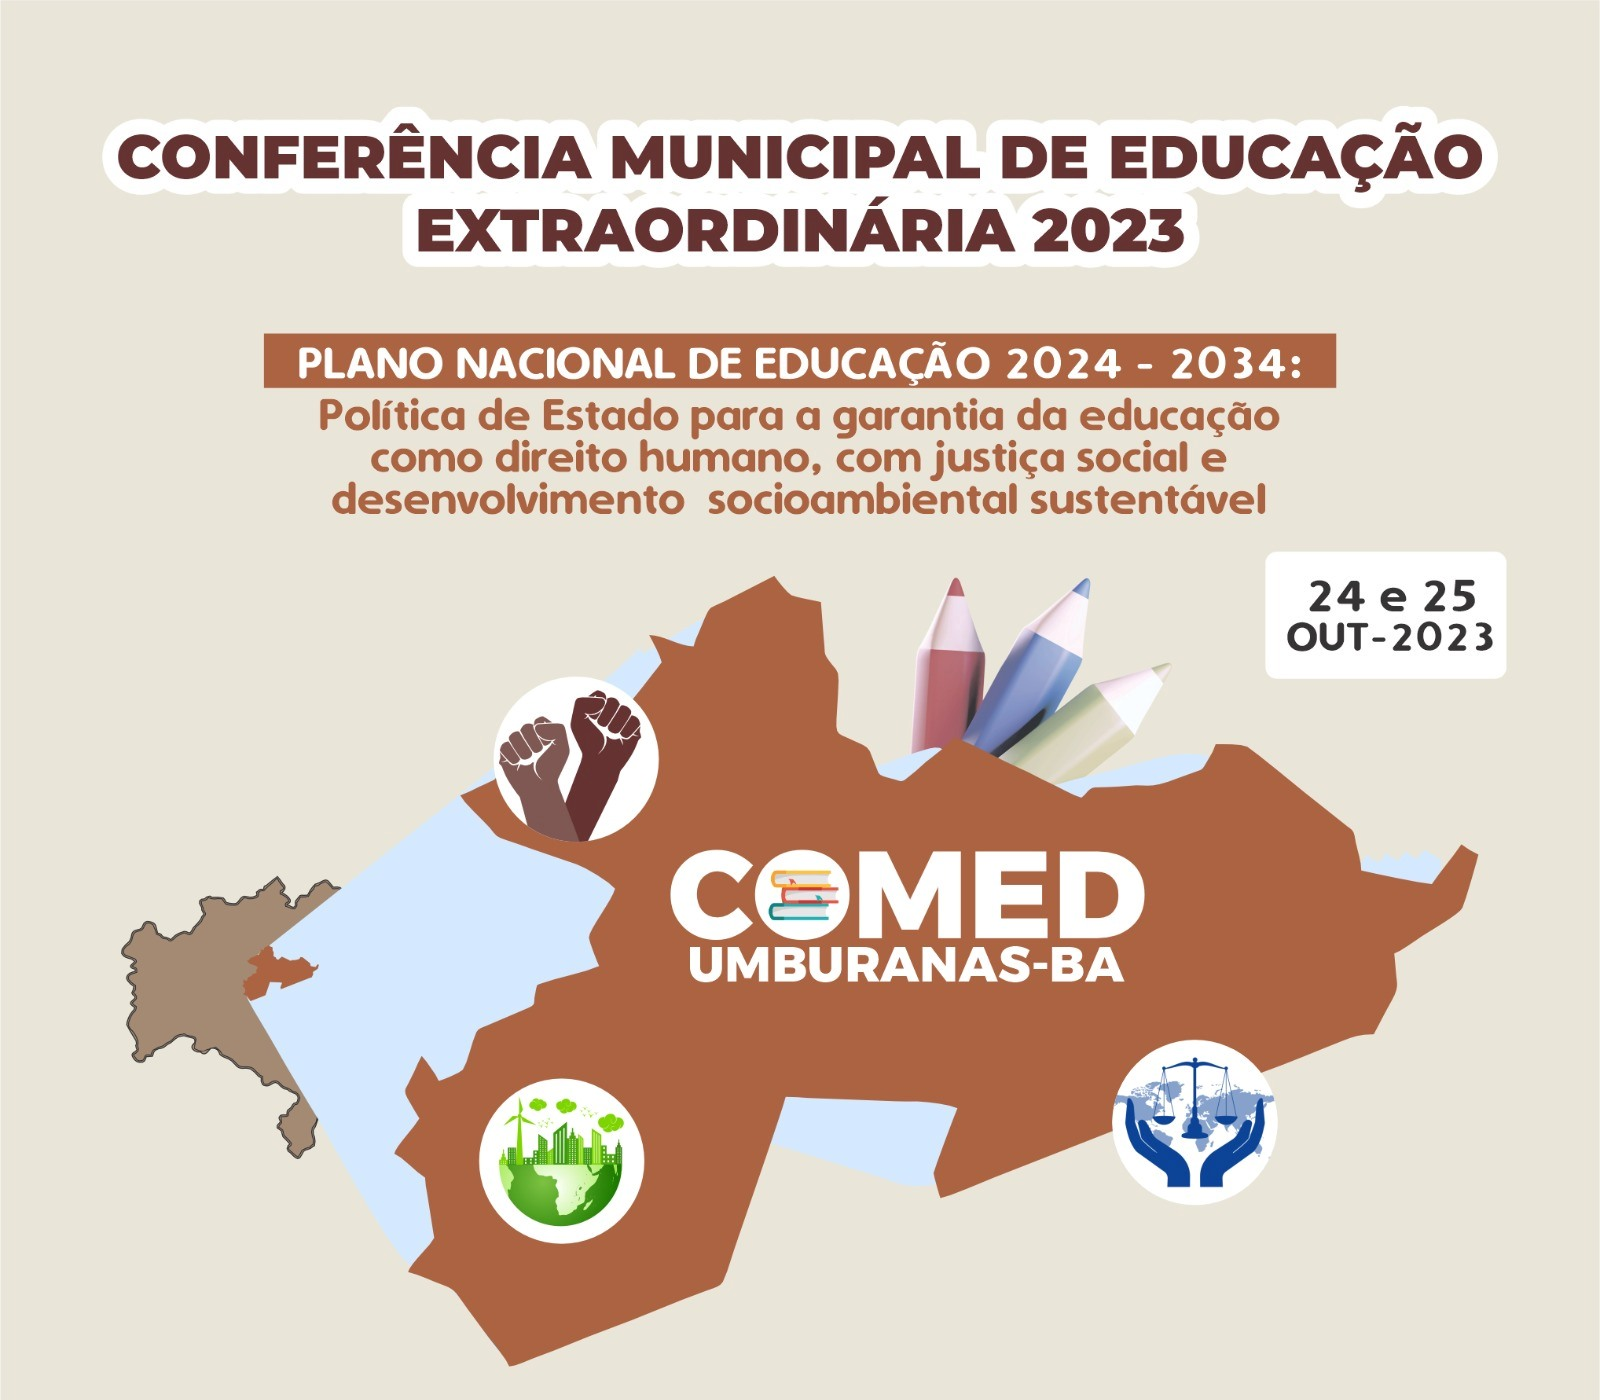 CONFERÊNCIA MUNICIPAL DE EDUCAÇÃO
EXTRAORDINÁRIA 2023
PLANO NACIONAL DE EDUCAÇÃO 2024 - 2034:
Política de Estado para a garantia da educação
como direito humano, com justiça social e
desenvolvimento socioambiental sustentável
24 e 25
OUT-2023
COMED
UMBURANAS-BA